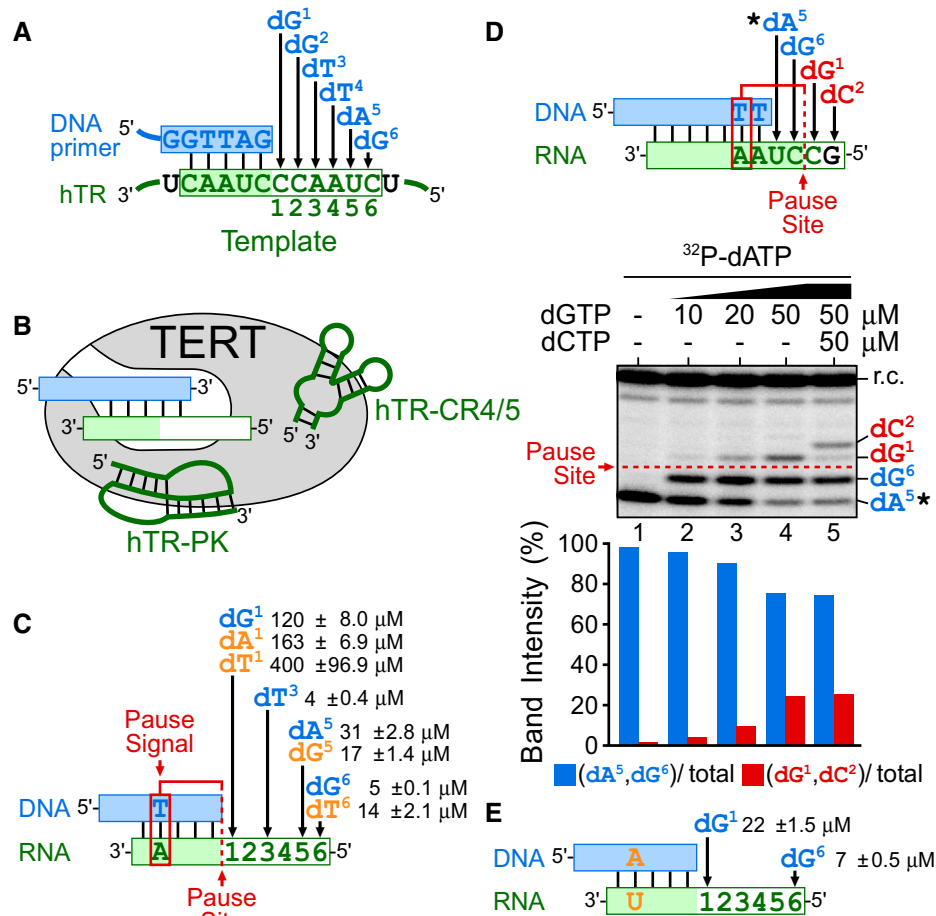 A
dG1
dG2
dT3
dT4
dA5
dG6
DNA primer
5'
GGTTAG
hTR
3'
UCAAUCCCAAUCU
5'
123456
Template
B
TERT
5'
-3'
3'
-5'
hTR-CR4/5
5'
3'
5'
3'
hTR-PK
C
dG1 120 ± 8.0 µM
dA1 163 ± 6.9 µM
dT1 400 ±96.9 µM
dT3 4 ±0.4 µM
Pause Signal
dA5 31 ±2.8 µM
dG5 17 ±1.4 µM
dG6 5 ±0.1 µM
dT6 14 ±2.1 µM
DNA 5'- T
RNA 3'- A 123456 -5'
Pause
D
*dA5
dG6
dG1
dC2
DNA 5'- TT
RNA 3'- AAUCCG -5'
Pause Site
32P-dATP
dGTP - 10 20 50 50 µM
dCTP - - - - 50 µM
r.c.
dC2
Pause Site
dG1
dG6
dA5*
1 2 3 4 5
Band Intensity (%)
100
80
60
40
20
0
(dA5,dG6)/ total (dG1,dC2)/ total
E
dG1 22 ±1.5 µM
dG6 7 ±0.5 µM
DNA 5'- A
RNA 3'- U 123456 -5'